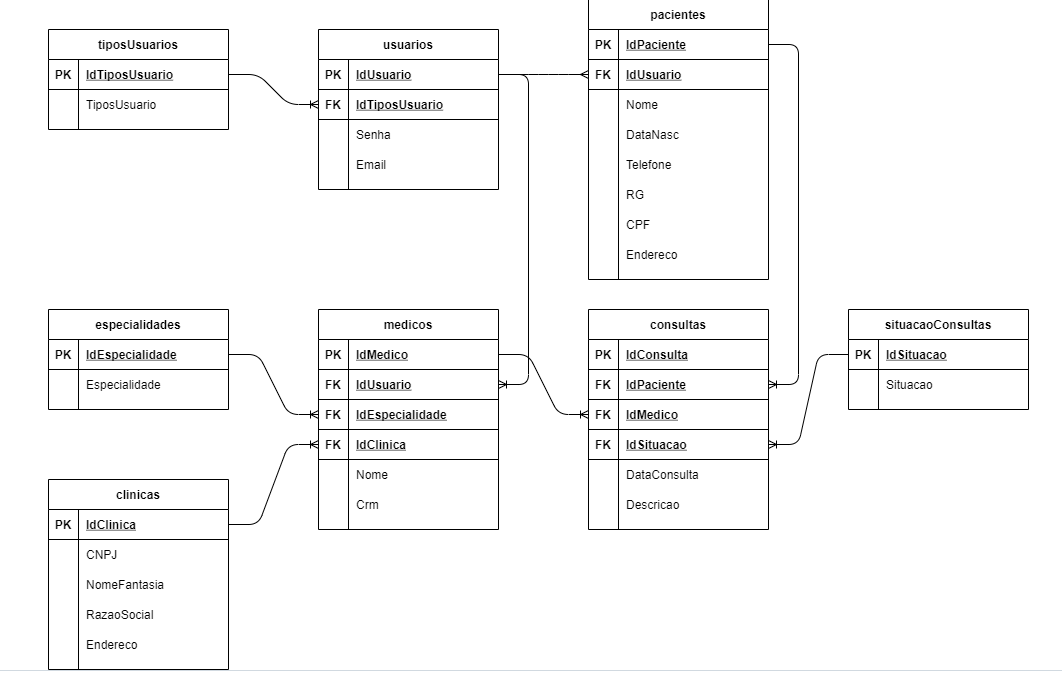 tiposUsuarios
PK IdTiposUsuario
TiposUsuario
usuarios
PK IdUsuario
FK IdTiposUsuario
Senha
Email
pacientes
PK IdPaciente
FK IdUsuario
Nome
DataNasc
Telefone
RG
CPF
Endereco
especialidades
PK IdEspecialidade
Especialidade
medicos
PK IdMedico
FK IdUsuario
FK IdEspecialidade
FK IdClinica
Nome
Crm
consultas
PK IdConsulta
FK IdPaciente
FK IdMedico
FK IdSituacao
DataConsulta
Descricao
situacaoConsultas
PK IdSituacao
Situacao
clinicas
PK IdClinica
CNPJ
NomeFantasia
RazaoSocial
Endereco